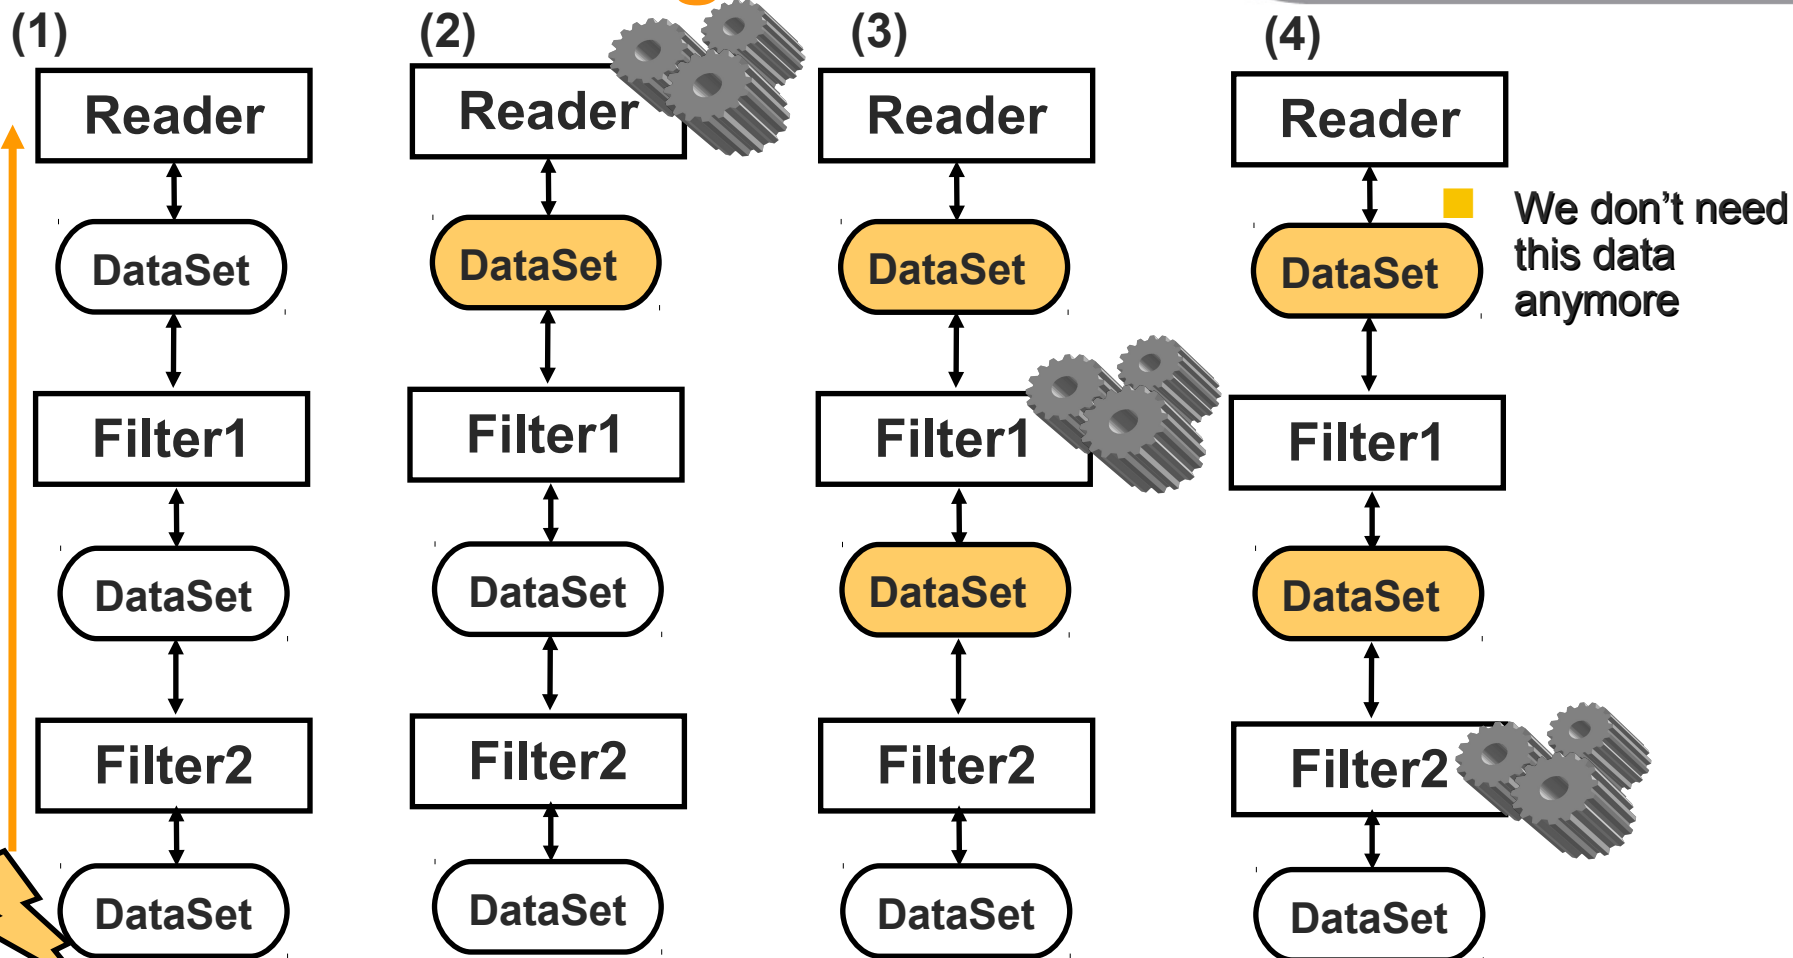 (1)
Reader
DataSet
Filter1
DataSet
Filter2
DataSet
(2)
Reader
DataSet
Filter1
DataSet
Filter2
DataSet
(3)
Reader
DataSet
Filter1
DataSet
Filter2
DataSet
(4)
Reader
DataSet
Filter1
DataSet
Filter2
DataSet
We don’t need
this data
anymore